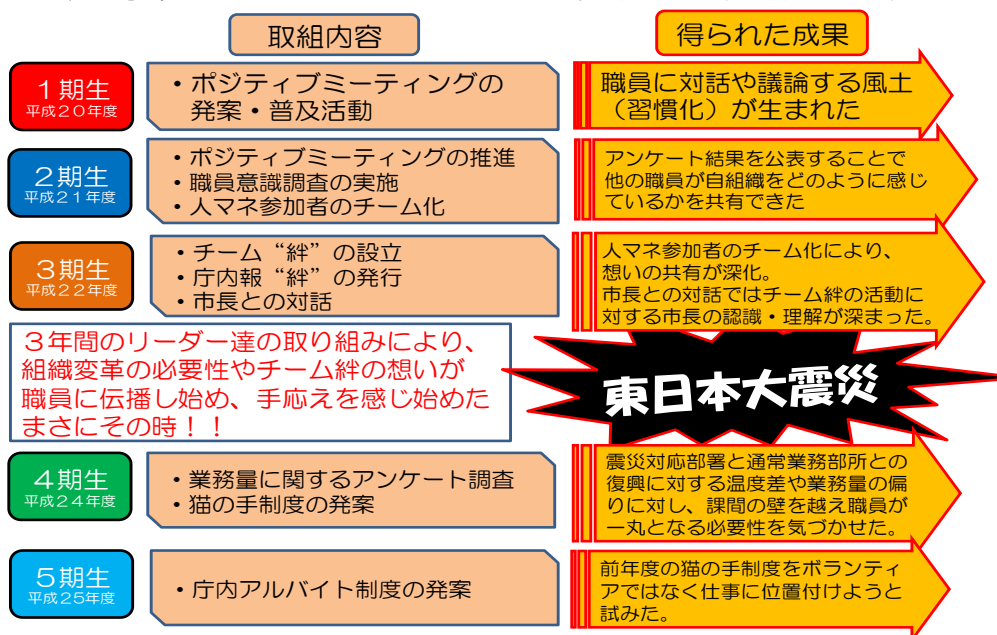 取組内容
得られた成果
１期生
平成２０年度
・ポジティブミーティングの
発案・普及活動
職員に対話や議論する風土
（習慣化）が生まれた
２期生
平成２１年度
・ポジティブミーティングの推進
・職員意識調査の実施
・人マネ参加者のチーム化
アンケート結果を公表することで
他の職員が自組織をどのように感じ
ているかを共有できた
３期生
平成２２年度
・チーム“絆”の設立
・庁内報“絆”の発行
・市長との対話
人マネ参加者のチーム化により、
想いの共有が深化。
市長との対話ではチーム絆の活動に
対する市長の認識・理解が深まった。
３年間のリーダー達の取り組みにより、
組織変革の必要性やチーム絆の想いが
職員に伝播し始め、手応えを感じ始めた
まさにその時！！
東日本大震災
４期生
平成２４年度
・業務量に関するアンケート調査
・猫の手制度の発案
震災対応部署と通常業務部所との
復興に対する温度差や業務量の偏
りに対し、課間の壁を越え職員が
一丸となる必要性を気づかせた。
５期生
平成25年度
・庁内アルバイト制度の発案
前年度の猫の手制度をボランティ
アではなく仕事に位置付けようと
試みた。